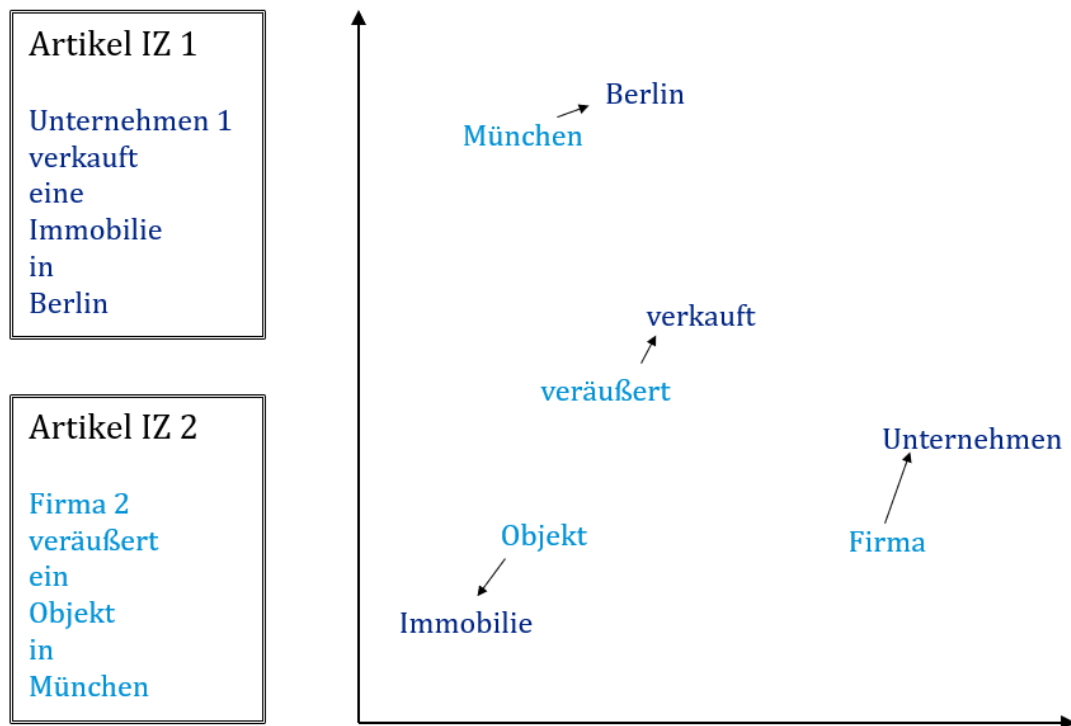 Artikel IZ 1
Unternehmen 1
verkauft
eine
Immobilie
in
Berlin
Artikel IZ 2
Firma 2
veräußert
ein
Objekt
in
München
Berlin
München
verkauft
veräußert
Unternehmen
Objekt
Firma
Immobilie